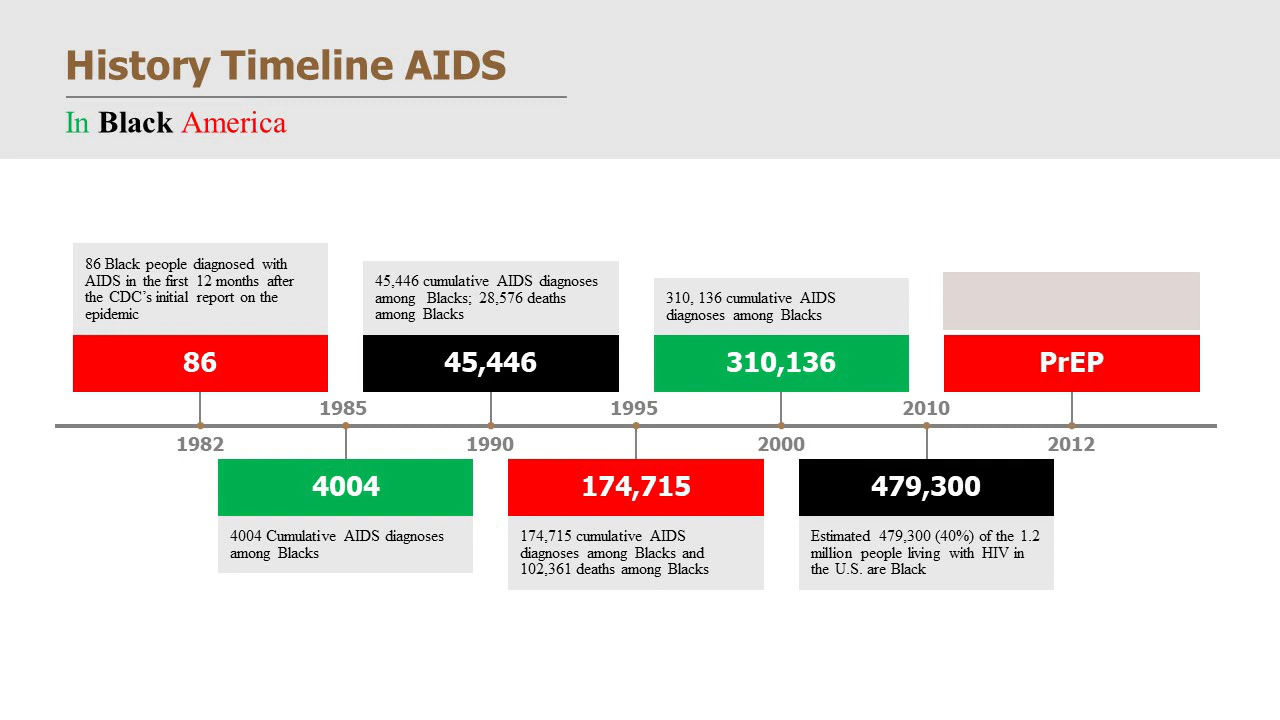 History Timeline AIDS
In Black America
86 Black people diagnosed with
AIDS in the first 12 months after
the CDC's initial report on the
epidemic
86
1982
1985
4004
4004 Cumulative AIDS diagnoses
among Blacks
45,446 cumulative AIDS diagnoses
among Blacks; 28,576 deaths
among Blacks
45,446
1990
1995
174,715
174,715 cumulative AIDS
diagnoses among Blacks and
102,361 deaths among Blacks
310, 136 cumulative AIDS
diagnoses among Blacks
310,136
2000
2010
479,300
Estimated 479,300 (40%) of the 1.2
million people living with HIV in
the U.S. are Black
PrEP
2012